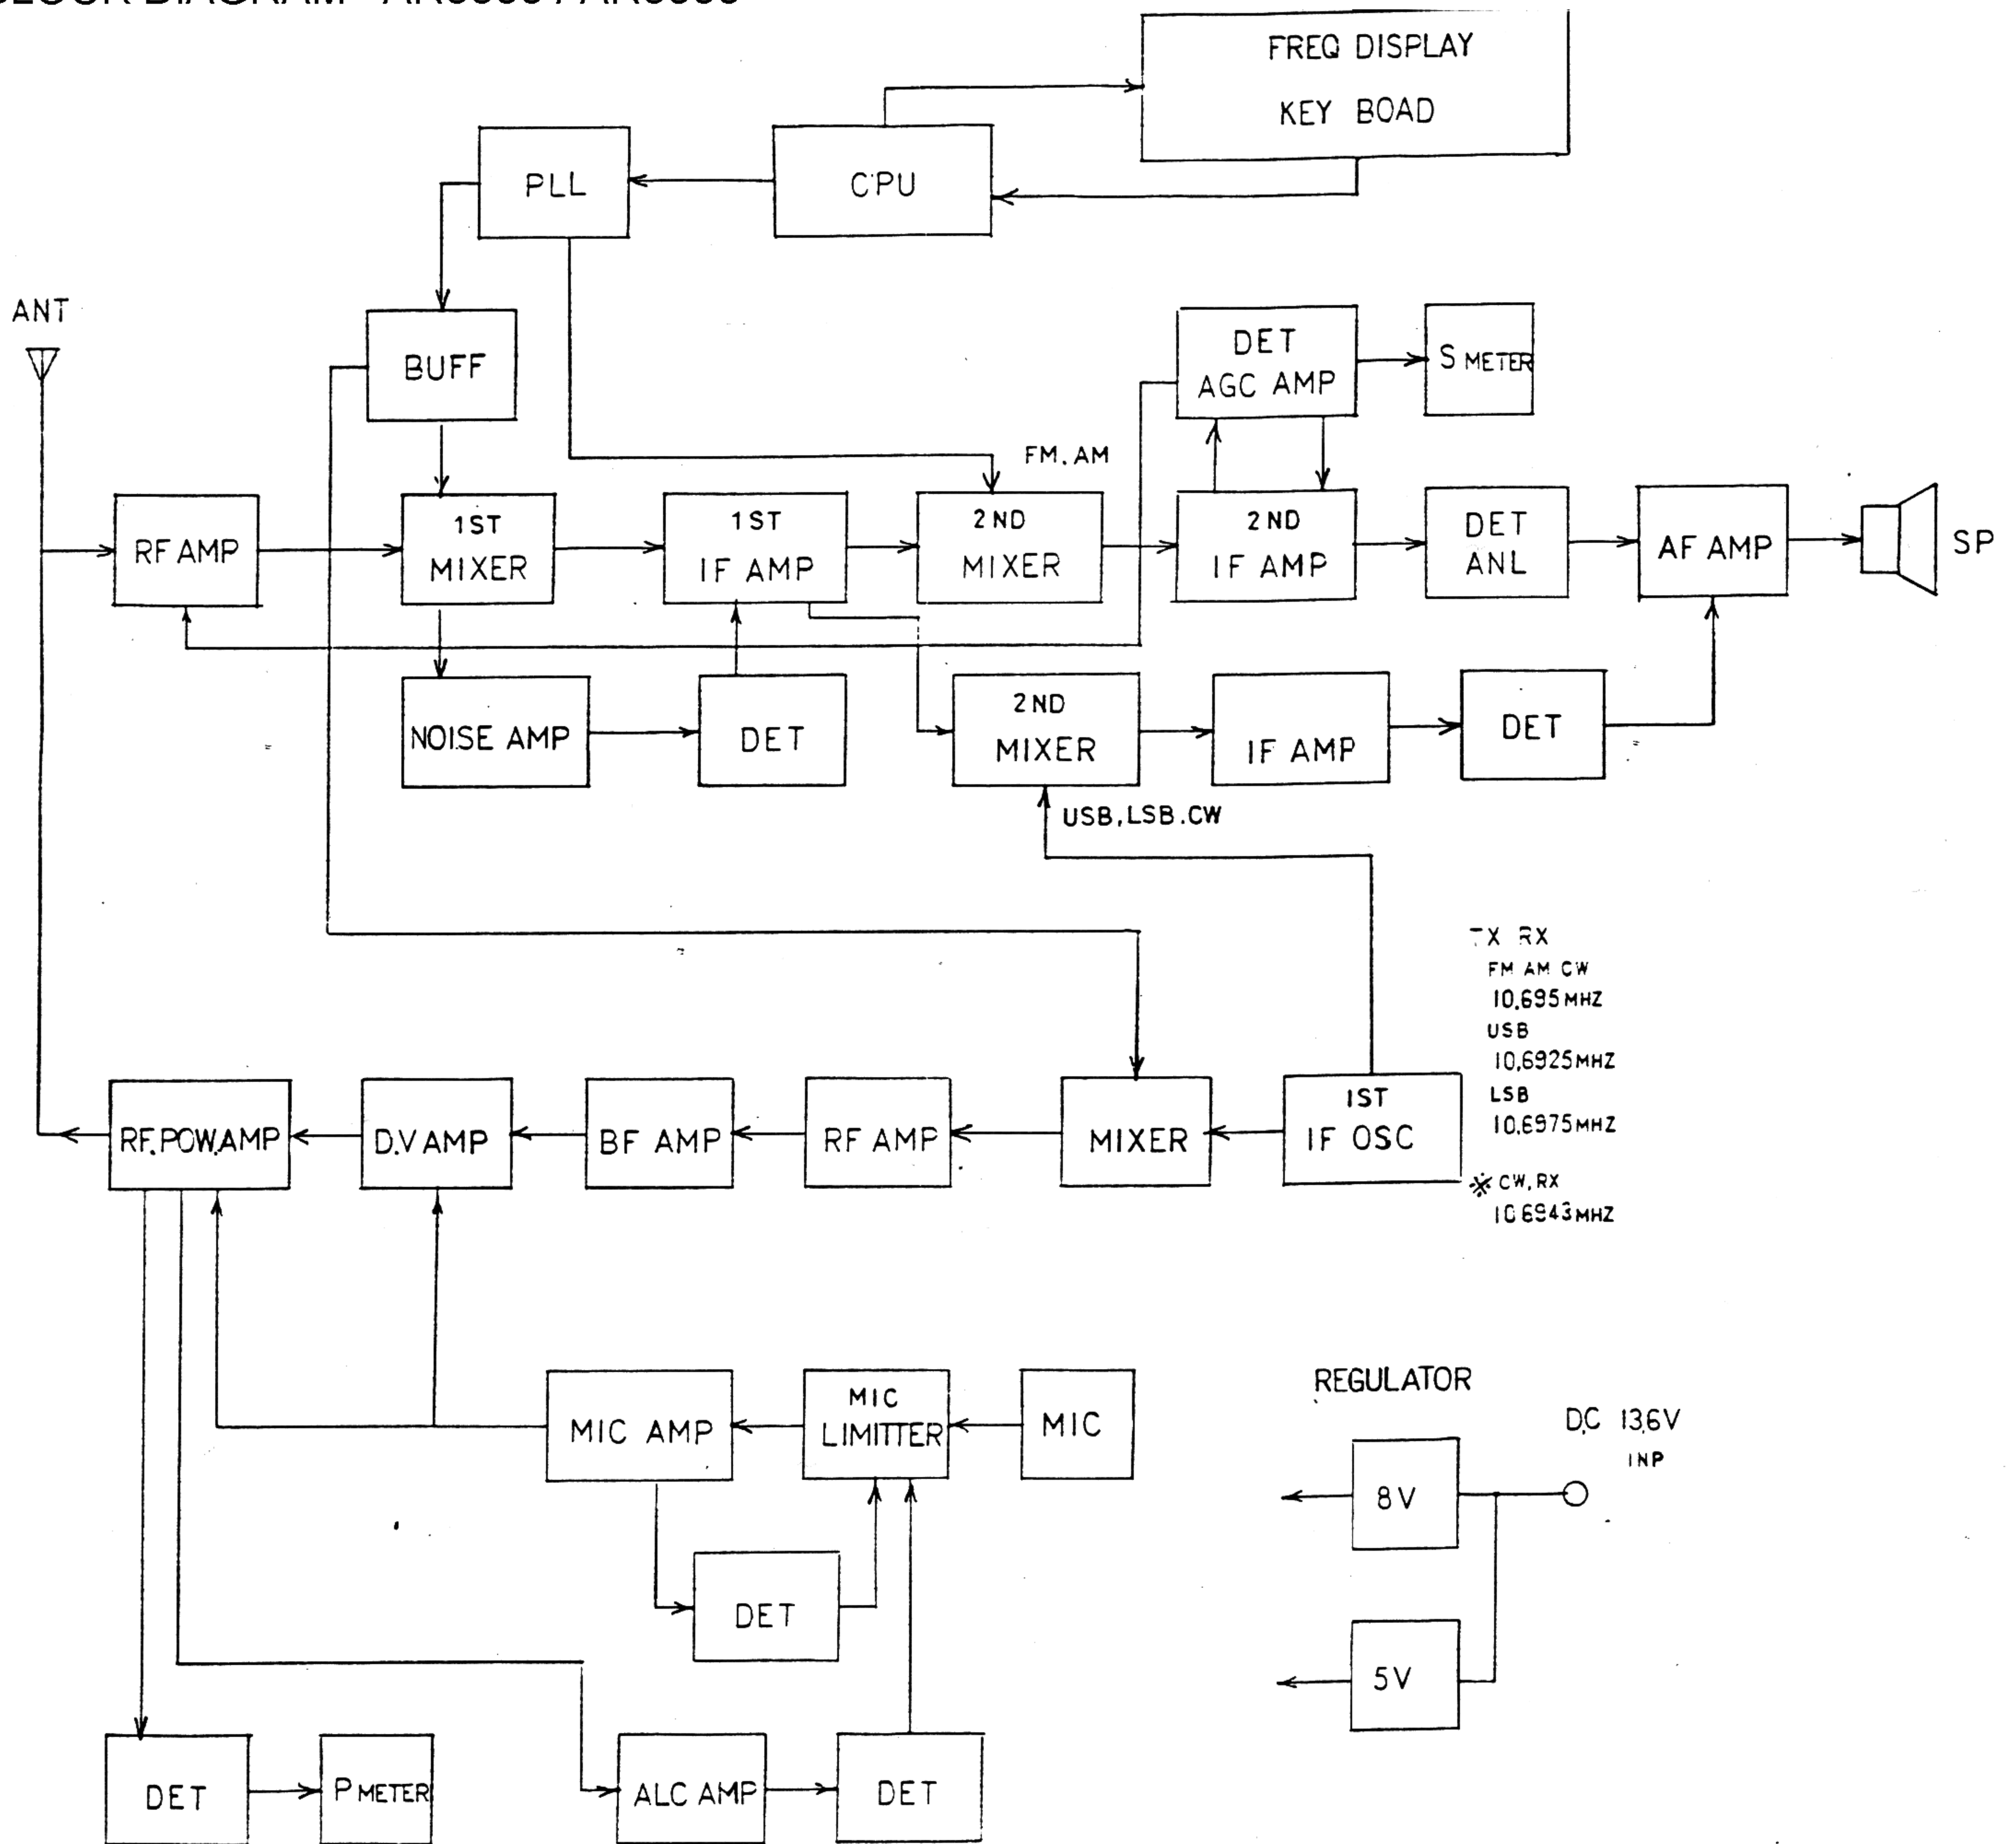 FREQ DISPLAY
KEY BOAD
PLL
CPU
ANT
BUFF
DET
AGC AMP
S METER
FM. AM
RF AMP
1ST
MIXER
1ST
IF AMP
2ND
MIXER
2ND
IF AMP
DET
ANL
AF AMP
SP
NOISE AMP
DET
2ND
MIXER
IF AMP
DET
USB, LSB. CW
TX RX
FM AM CW
10.695 MHZ
USB
10.6925 MHZ
LSB
10.6975 MHZ
※ CW, RX
10.6943 MHZ
RF. POW. AMP
D.V AMP
BF AMP
RF AMP
MIXER
1ST
IF OSC
MIC AMP
MIC
LIMITTER
MIC
REGULATOR
D.C 13.6V
INP
8V
DET
5V
DET
P METER
ALC AMP
DET